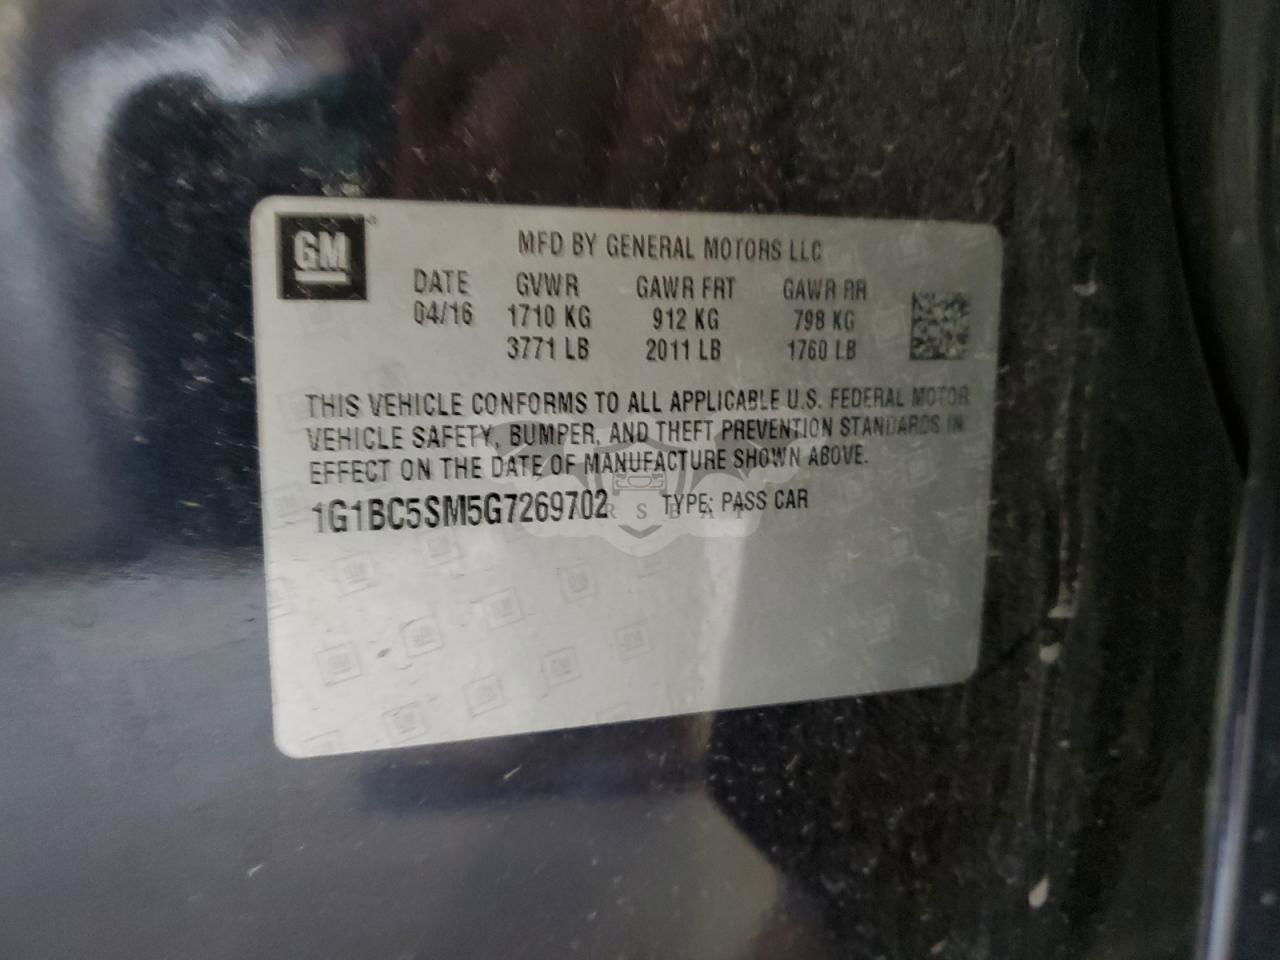 GM
MFD BY GENERAL MOTORS LLC
DATE GVWR GAWR FRT GAWR RR
04/16 1710 KG 912 KG 798 KG
3771 LB 2011 LB 1760 LB
THIS VEHICLE CONFORMS TO ALL APPLICABLE U.S. FEDERAL MOTOR
VEHICLE SAFETY, BUMPER, AND THEFT PREVENTION STANDARDS IN
EFFECT ON THE DATE OF MANUFACTURE SHOWN ABOVE.
1G1BC5SM5G7269702 TYPE: PASS CAR